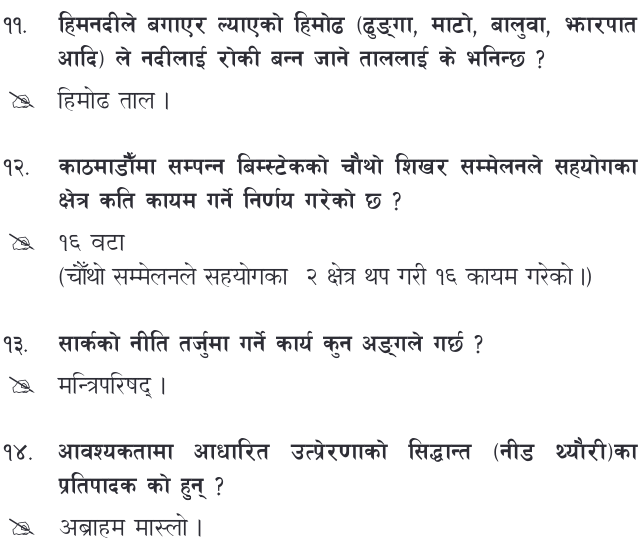 ११. हिमनदीले बगाएर ल्याएको हिमोढ (ढुङ्गा, माटो, बालुवा, झारपात
आदि) ले नदीलाई रोकी बन्न जाने ताललाई के भनिन्छ ?
हिमोढ ताल ।
१२. काठमाडौँमा सम्पन्न बिम्स्टेकको चौथो शिखर सम्मेलनले सहयोगका
क्षेत्र कति कायम गर्ने निर्णय गरेको छ ?
१६ वटा
(चौँथो सम्मेलनले सहयोगका २ क्षेत्र थप गरी १६ कायम गरेको ।)
१३. सार्कको नीति तर्जुमा गर्ने कार्य कुन अङ्गले गर्छ ?
मन्त्रिपरिषद् ।
१४. आवश्यकतामा आधारित उत्प्रेरणाको सिद्धान्त (नीड थ्यौरी)का
प्रतिपादक को हुन् ?
अब्राहम मास्लो ।